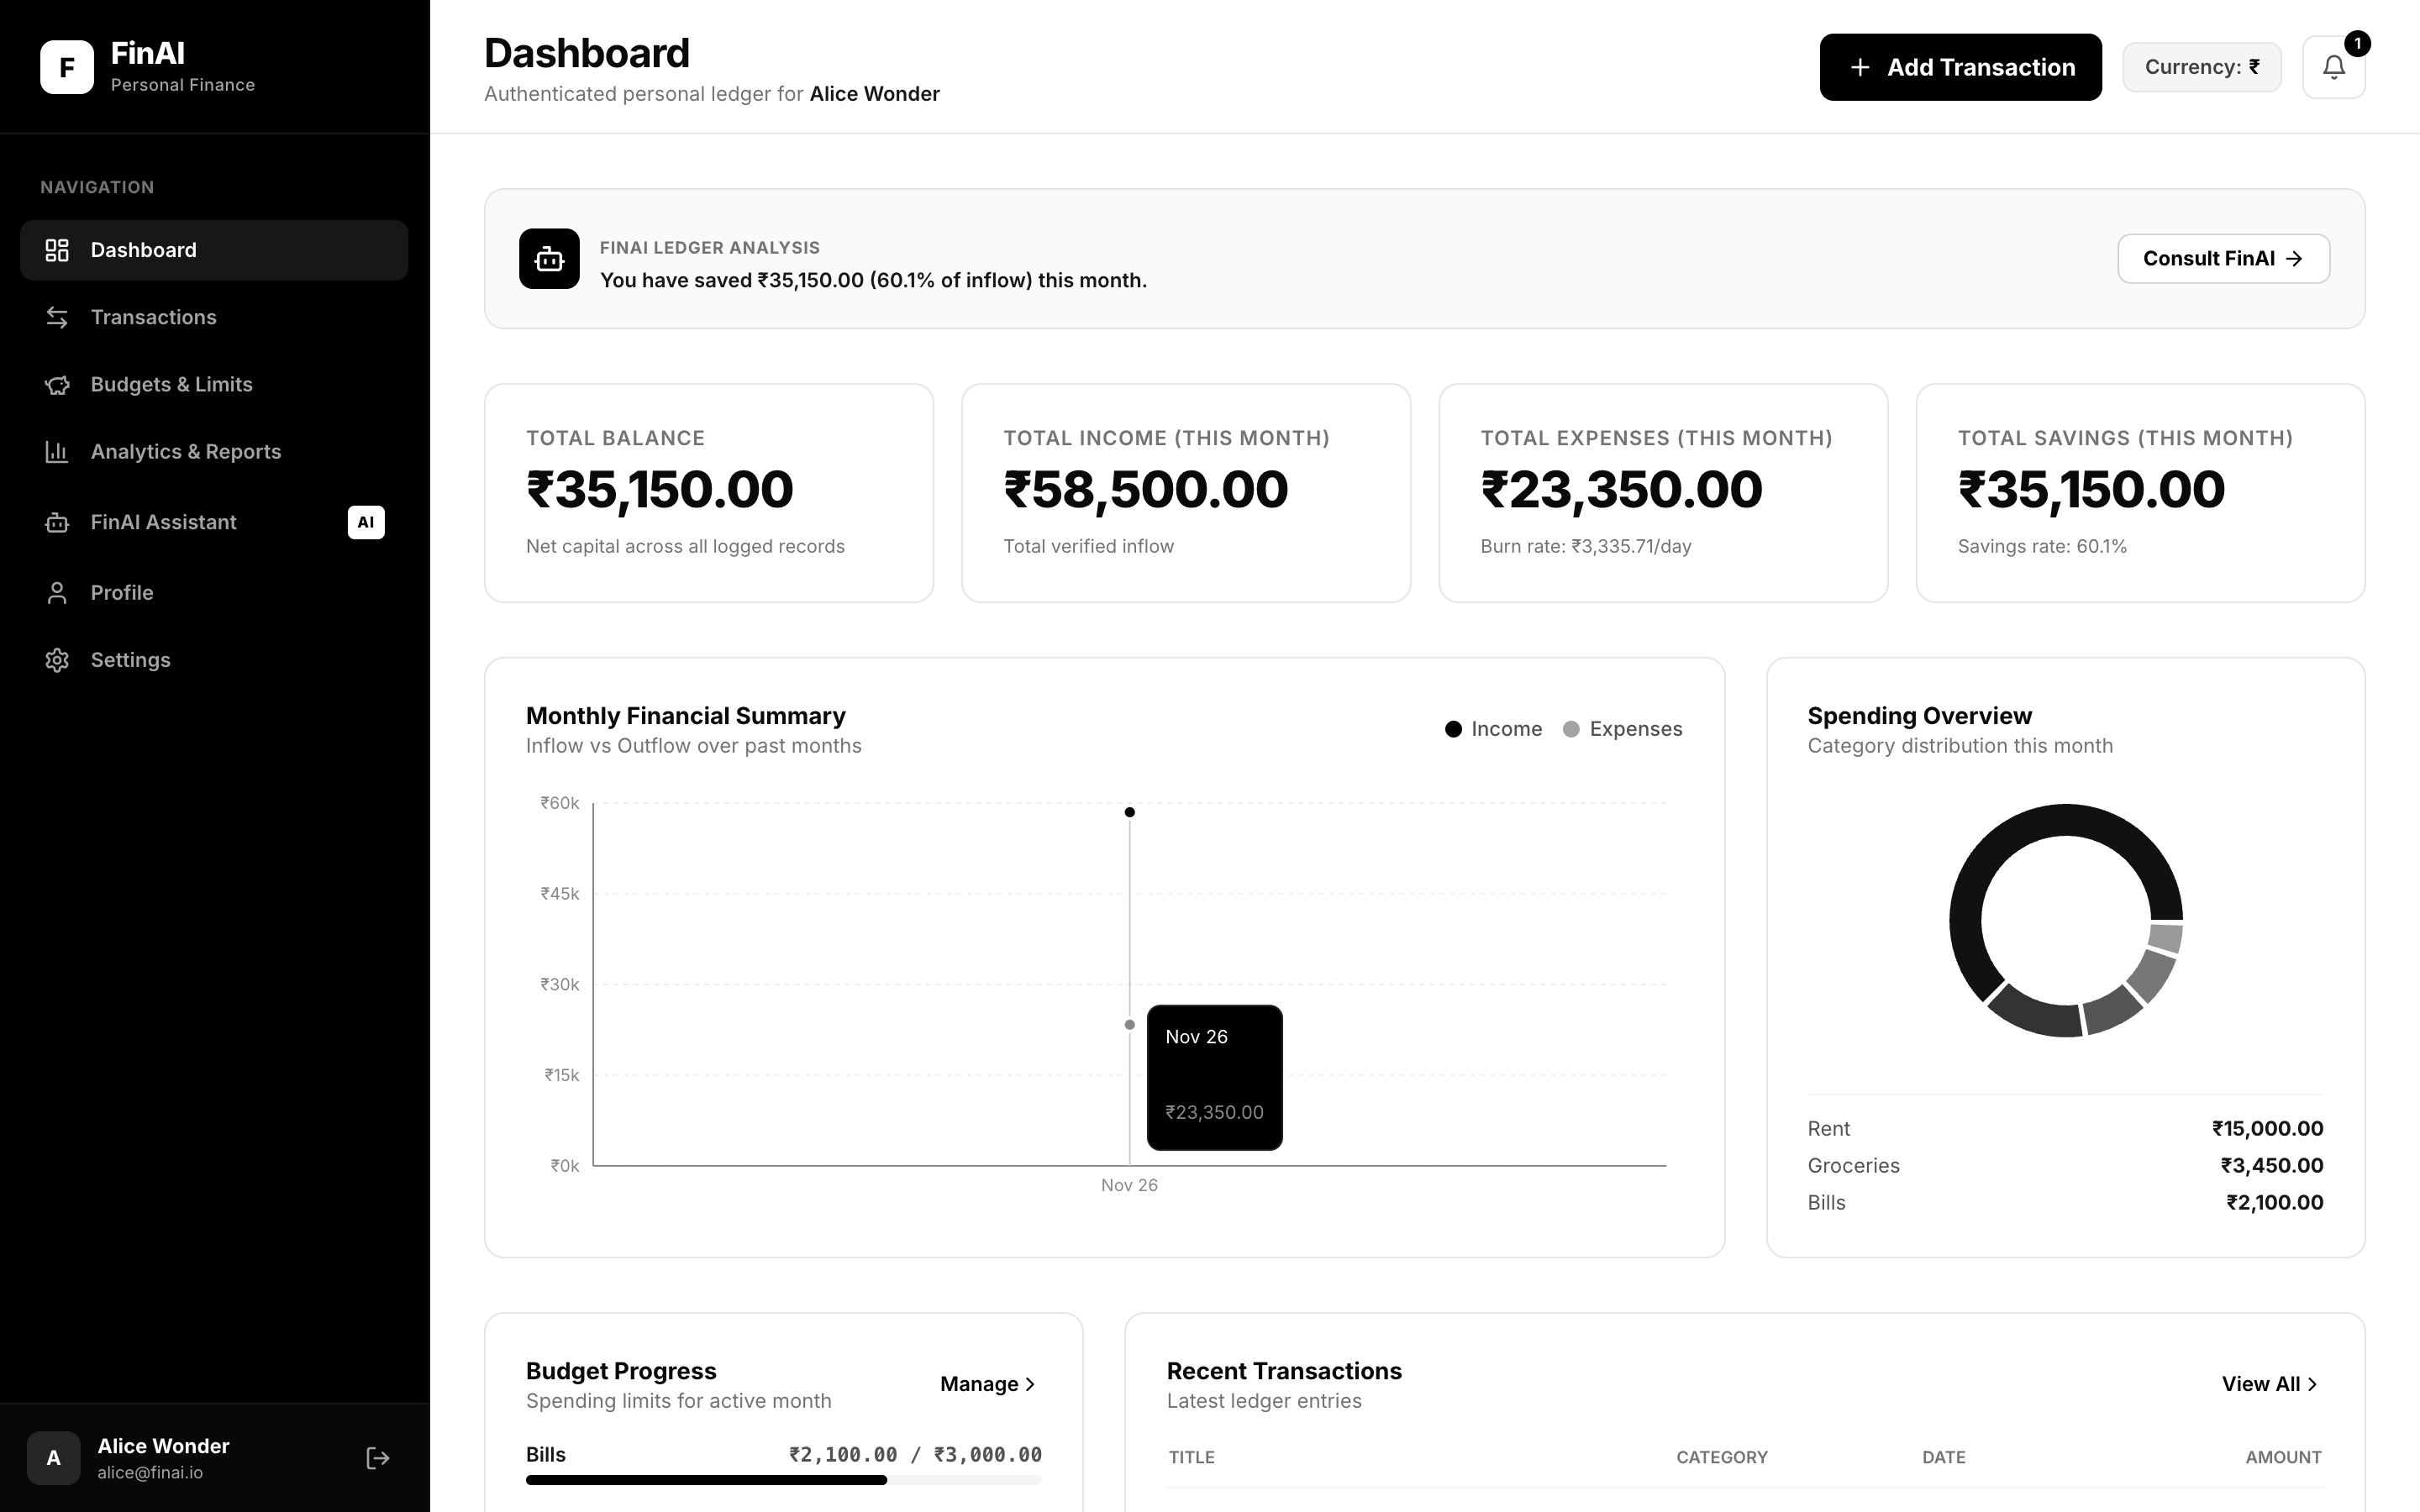 F
FinAI
Personal Finance
NAVIGATION
Dashboard
Transactions
Budgets & Limits
Analytics & Reports
FinAI Assistant AI
Profile
Settings
A
Alice Wonder
alice@finai.io
Dashboard
Authenticated personal ledger for Alice Wonder
Add Transaction
Currency: ₹
1
FINAI LEDGER ANALYSIS
You have saved ₹35,150.00 (60.1% of inflow) this month.
Consult FinAI
TOTAL BALANCE
₹35,150.00
Net capital across all logged records
TOTAL INCOME (THIS MONTH)
₹58,500.00
Total verified inflow
TOTAL EXPENSES (THIS MONTH)
₹23,350.00
Burn rate: ₹3,335.71/day
TOTAL SAVINGS (THIS MONTH)
₹35,150.00
Savings rate: 60.1%
Monthly Financial Summary
Inflow vs Outflow over past months
Income Expenses
₹60k
₹45k
₹30k
₹15k
₹0k
Nov 26
₹23,350.00
Nov 26
Spending Overview
Category distribution this month
Rent ₹15,000.00
Groceries ₹3,450.00
Bills ₹2,100.00
Budget Progress
Spending limits for active month
Manage
Bills ₹2,100.00 / ₹3,000.00
Recent Transactions
Latest ledger entries
View All
TITLE CATEGORY DATE AMOUNT